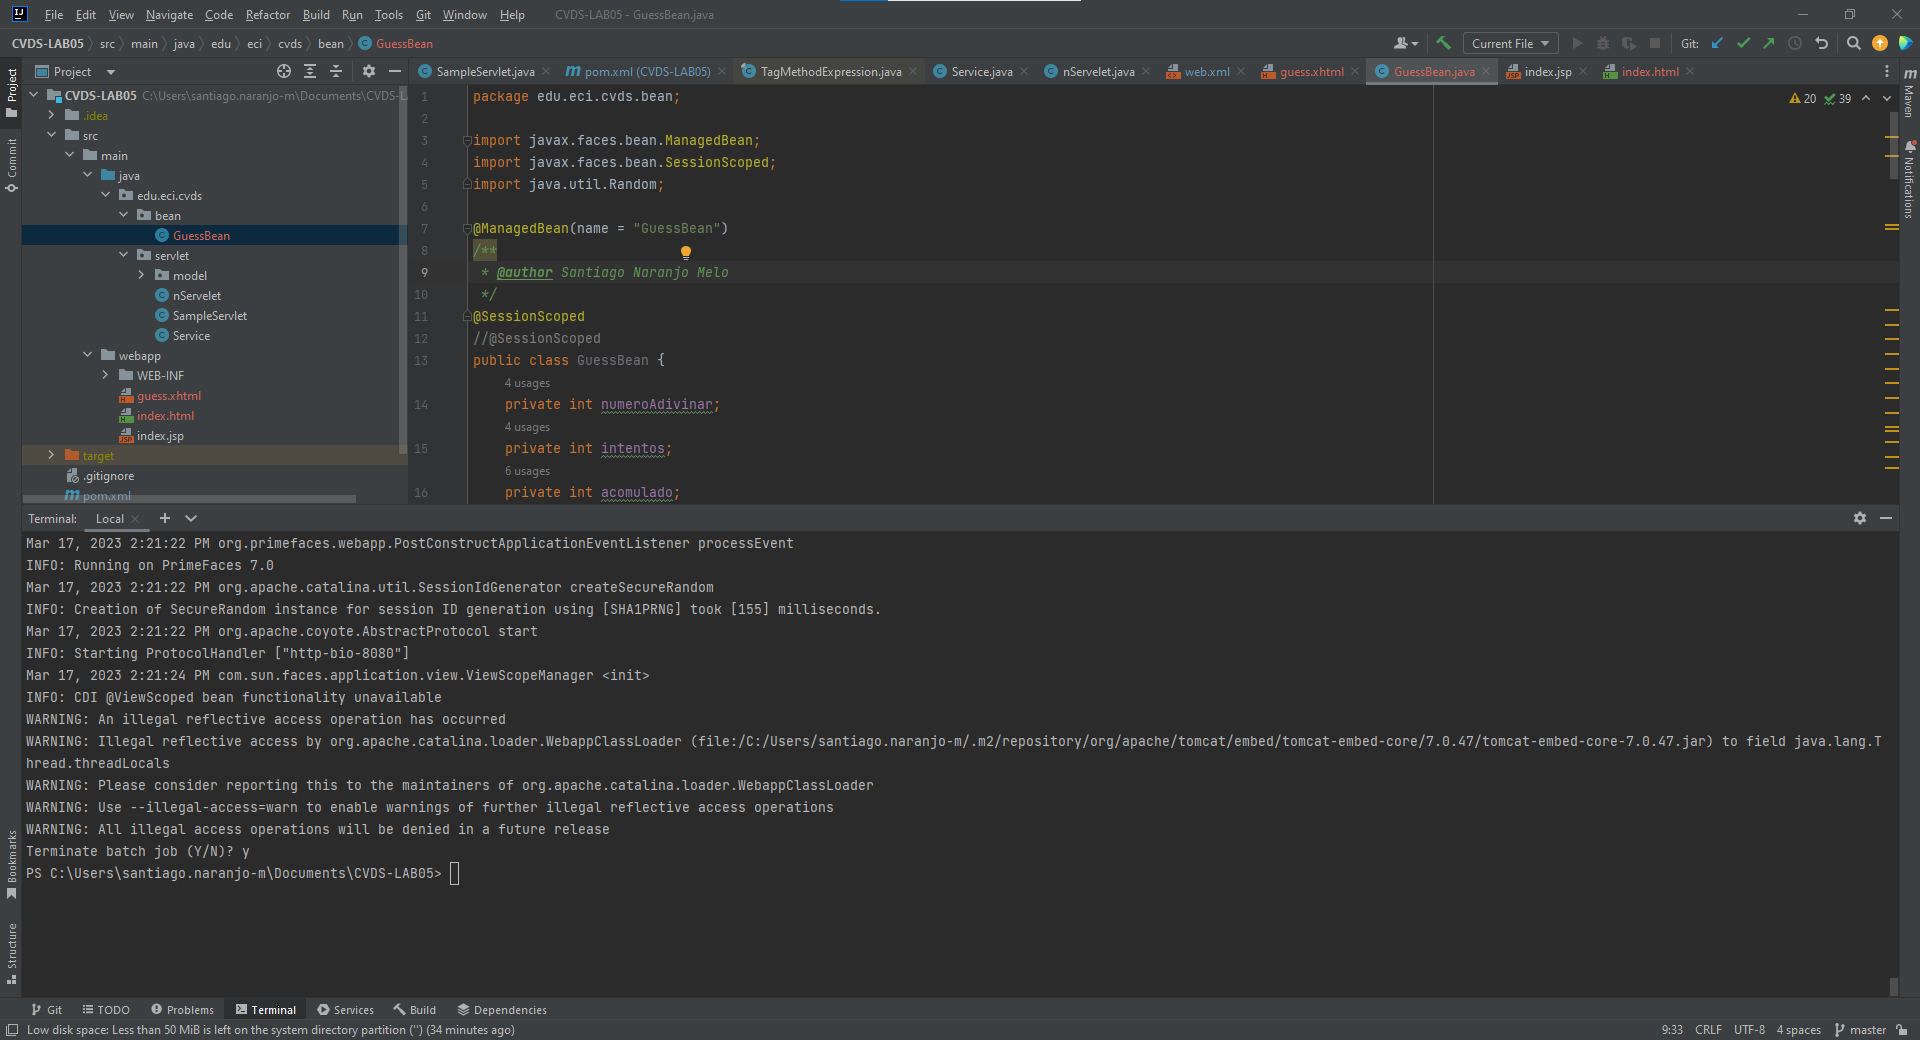 File Edit View Navigate Code Refactor Build Run Tools Git Window Help CVDS-LAB05 - GuessBean.java
CVDS-LAB05 src main java edu eci cvds bean GuessBean
Current File Git:
Project
SampleServlet.java pom.xml (CVDS-LAB05) TagMethodExpression.java Service.java nServelet.java web.xml guess.xhtml GuessBean.java index.jsp index.html
CVDS-LAB05 C:\Users\santiago.naranjo-m\Documents\CVDS-L
.idea
src
main
java
edu.eci.cvds
bean
GuessBean
servlet
model
nServelet
SampleServlet
Service
webapp
WEB-INF
guess.xhtml
index.html
index.jsp
target
.gitignore
pom.xml
20 39
1 package edu.eci.cvds.bean;
2
3 import javax.faces.bean.ManagedBean;
4 import javax.faces.bean.SessionScoped;
5 import java.util.Random;
6
7 @ManagedBean(name = "GuessBean")
8 /**
9 * @author Santiago Naranjo Melo
10 */
11 @SessionScoped
12 //@SessionScoped
13 public class GuessBean {
4 usages
14 private int numeroAdivinar;
4 usages
15 private int intentos;
6 usages
16 private int acomulado;
Project
Commit
Bookmarks
Structure
Maven
Notifications
Terminal: Local
Mar 17, 2023 2:21:22 PM org.primefaces.webapp.PostConstructApplicationEventListener processEvent
INFO: Running on PrimeFaces 7.0
Mar 17, 2023 2:21:22 PM org.apache.catalina.util.SessionIdGenerator createSecureRandom
INFO: Creation of SecureRandom instance for session ID generation using [SHA1PRNG] took [155] milliseconds.
Mar 17, 2023 2:21:22 PM org.apache.coyote.AbstractProtocol start
INFO: Starting ProtocolHandler ["http-bio-8080"]
Mar 17, 2023 2:21:24 PM com.sun.faces.application.view.ViewScopeManager <init>
INFO: CDI @ViewScoped bean functionality unavailable
WARNING: An illegal reflective access operation has occurred
WARNING: Illegal reflective access by org.apache.catalina.loader.WebappClassLoader (file:/C:/Users/santiago.naranjo-m/.m2/repository/org/apache/tomcat/embed/tomcat-embed-core/7.0.47/tomcat-embed-core-7.0.47.jar) to field java.lang.T
hread.threadLocals
WARNING: Please consider reporting this to the maintainers of org.apache.catalina.loader.WebappClassLoader
WARNING: Use --illegal-access=warn to enable warnings of further illegal reflective access operations
WARNING: All illegal access operations will be denied in a future release
Terminate batch job (Y/N)? y
PS C:\Users\santiago.naranjo-m\Documents\CVDS-LAB05>
Git TODO Problems Terminal Services Build Dependencies
Low disk space: Less than 50 MiB is left on the system directory partition ('') (34 minutes ago) 9:33 CRLF UTF-8 4 spaces master